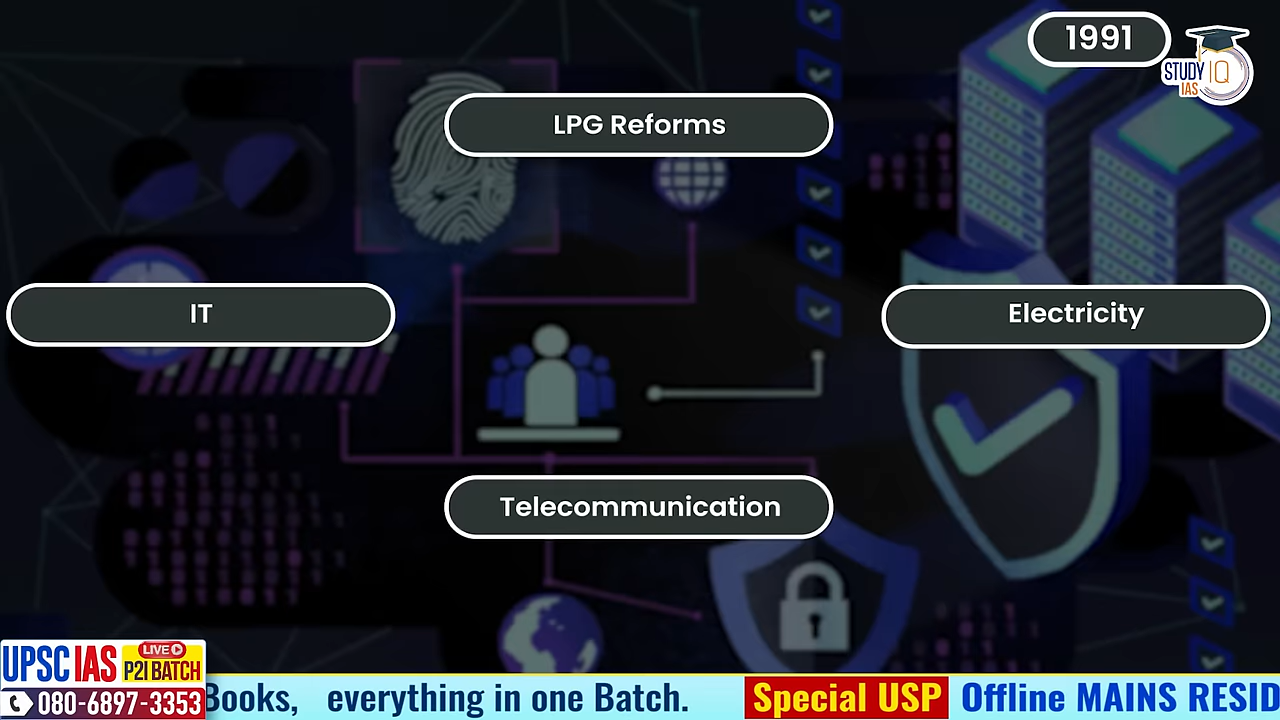 1991
STUDY IQ
IAS
LPG Reforms
IT
Electricity
Telecommunication
UPSC IAS LIVE
P2I BATCH
080-6897-3353
Books, everything in one Batch. Special USP Offline MAINS RESID